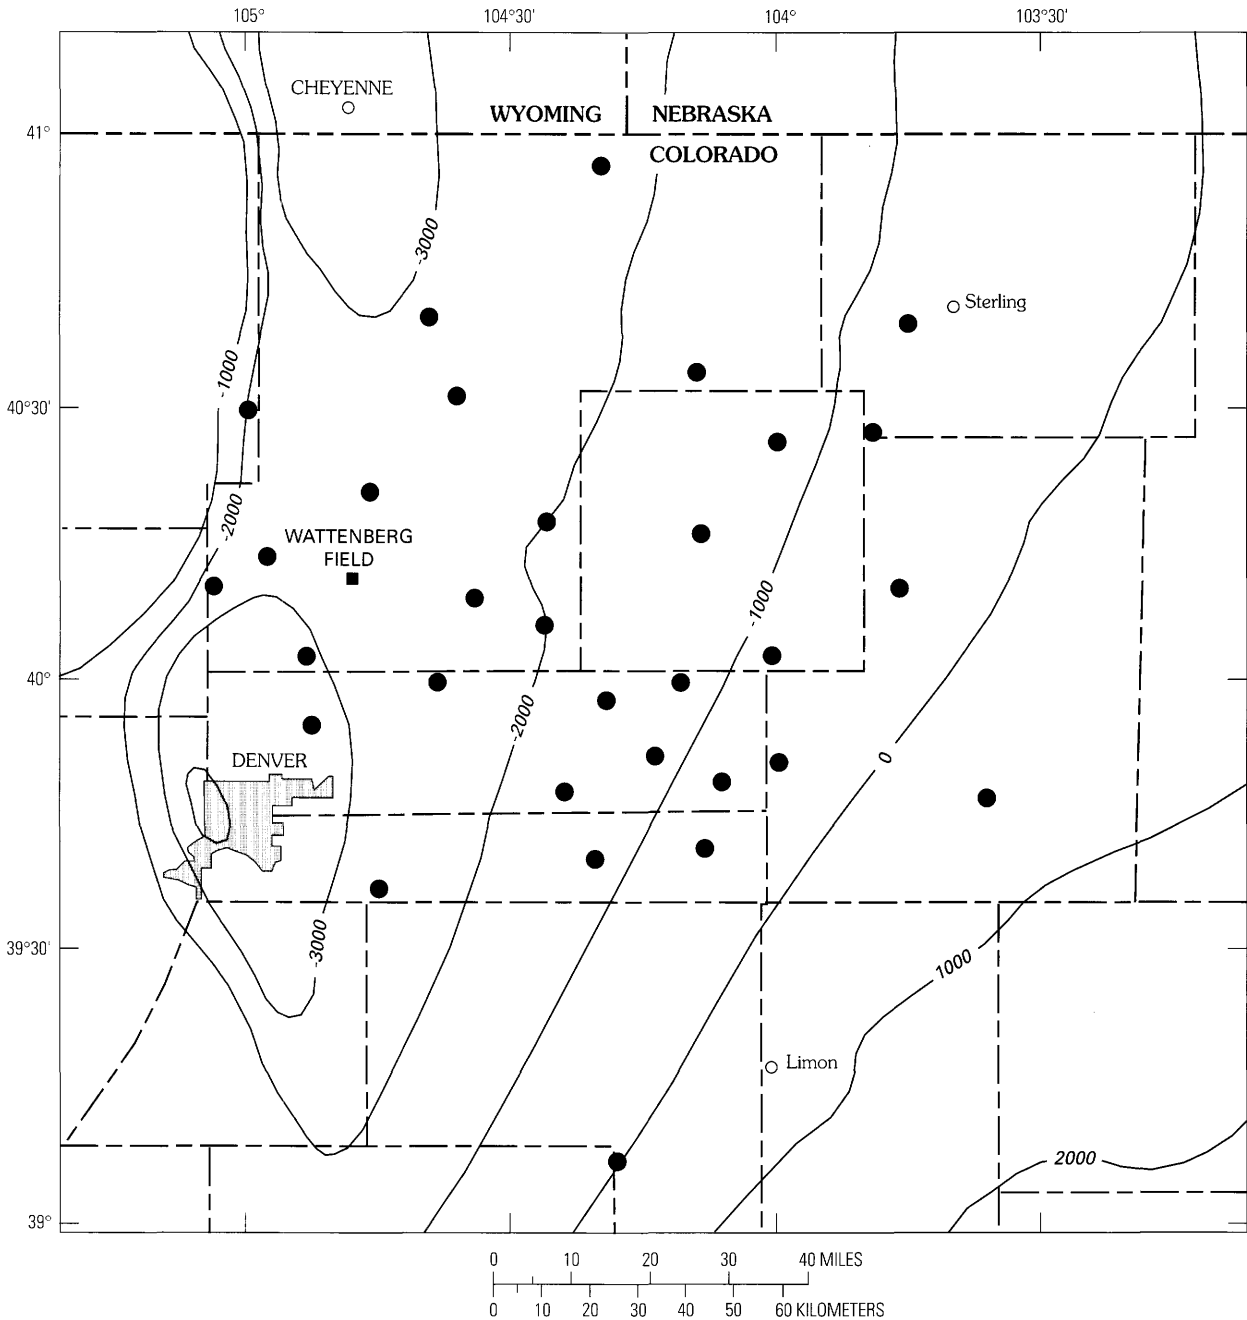 105°
104°30'
104°
103°30'
CHEYENNE
WYOMING
NEBRASKA
41°
COLORADO
-3000
Sterling
-1000
40°30'
-2000
WATTENBERG
FIELD
-1000
40°
-2000
0
DENVER
-3000
39°30'
1000
Limon
2000
39°
0 10 20 30 40 MILES
0 10 20 30 40 50 60 KILOMETERS